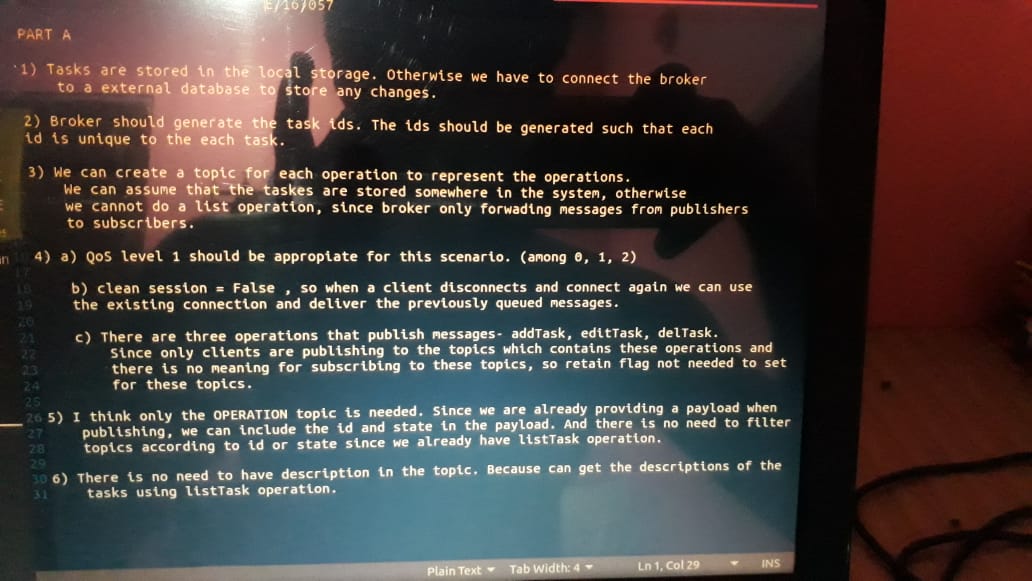 E/16/057
PART A
1) Tasks are stored in the local storage. Otherwise we have to connect the broker
to a external database to store any changes.
2) Broker should generate the task ids. The ids should be generated such that each
id is unique to the each task.
3) We can create a topic for each operation to represent the operations.
We can assume that the taskes are stored somewhere in the system, otherwise
we cannot do a list operation, since broker only forwading messages from publishers
to subscribers.
4) a) QoS level 1 should be appropiate for this scenario. (among 0, 1, 2)
17
18 b) clean session = False , so when a client disconnects and connect again we can use
19 the existing connection and deliver the previously queued messages.
20
21 c) There are three operations that publish messages- addTask, editTask, delTask.
22 Since only clients are publishing to the topics which contains these operations and
23 there is no meaning for subscribing to these topics, so retain flag not needed to set
24 for these topics.
25
26 5) I think only the OPERATION topic is needed. Since we are already providing a payload when
27 publishing, we can include the id and state in the payload. And there is no need to filter
28 topics according to id or state since we already have listTask operation.
29
30 6) There is no need to have description in the topic. Because can get the descriptions of the
31 tasks using listTask operation.
Plain Text Tab Width: 4 Ln 1, Col 29 INS